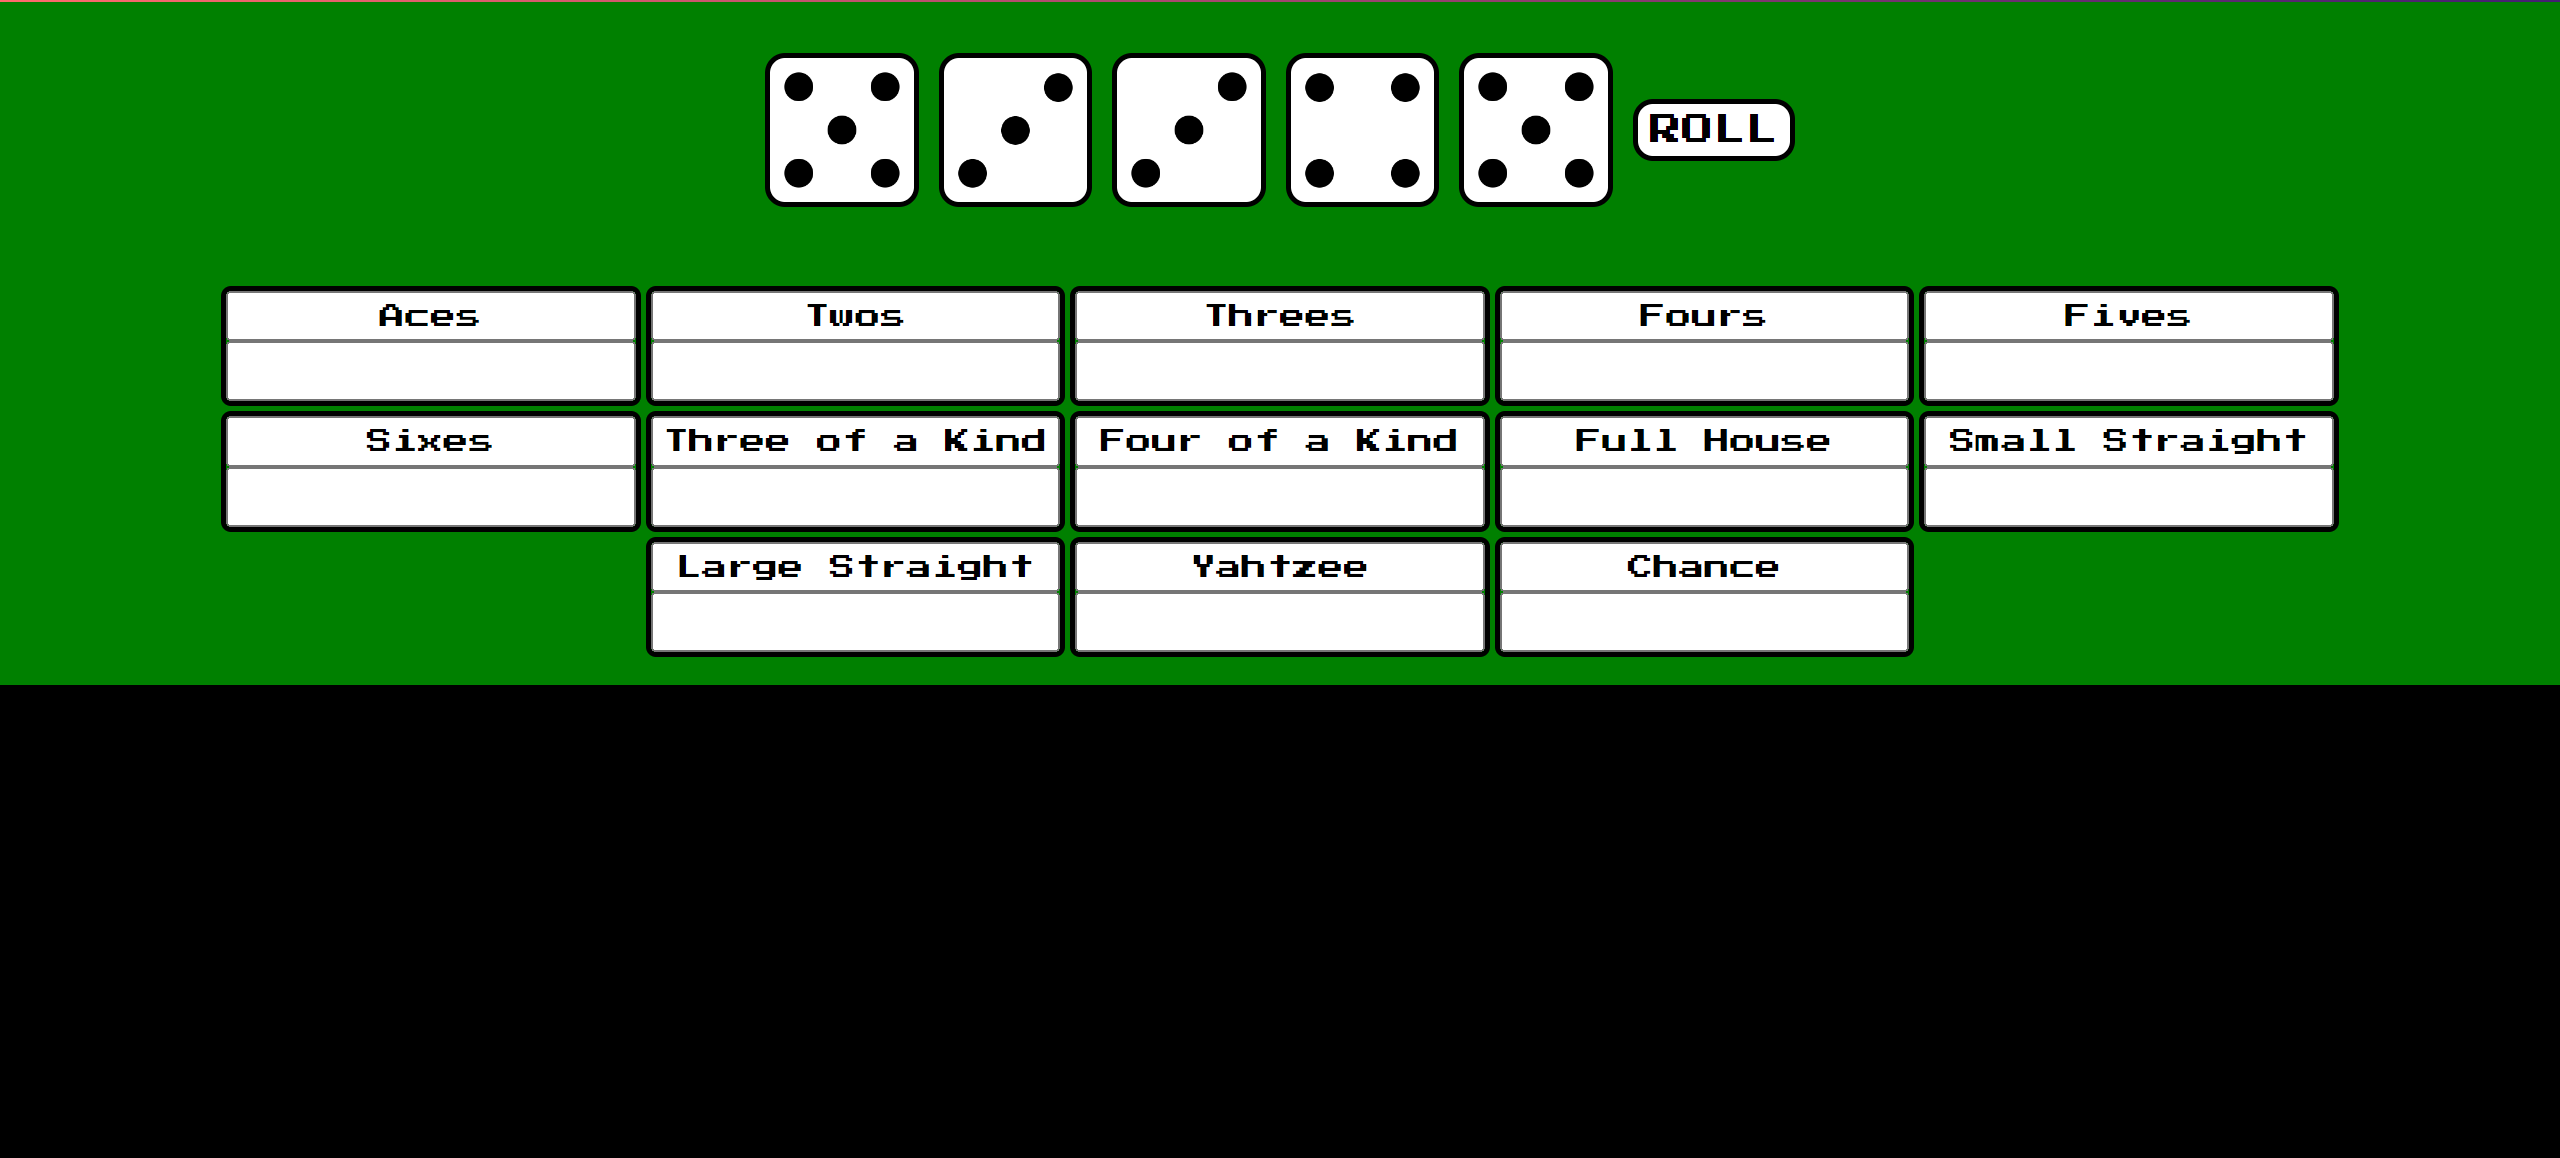 ROLL
Aces Twos Threes Fours Fives
Sixes Three of a Kind Four of a Kind Full House Small Straight
Large Straight Yahtzee Chance